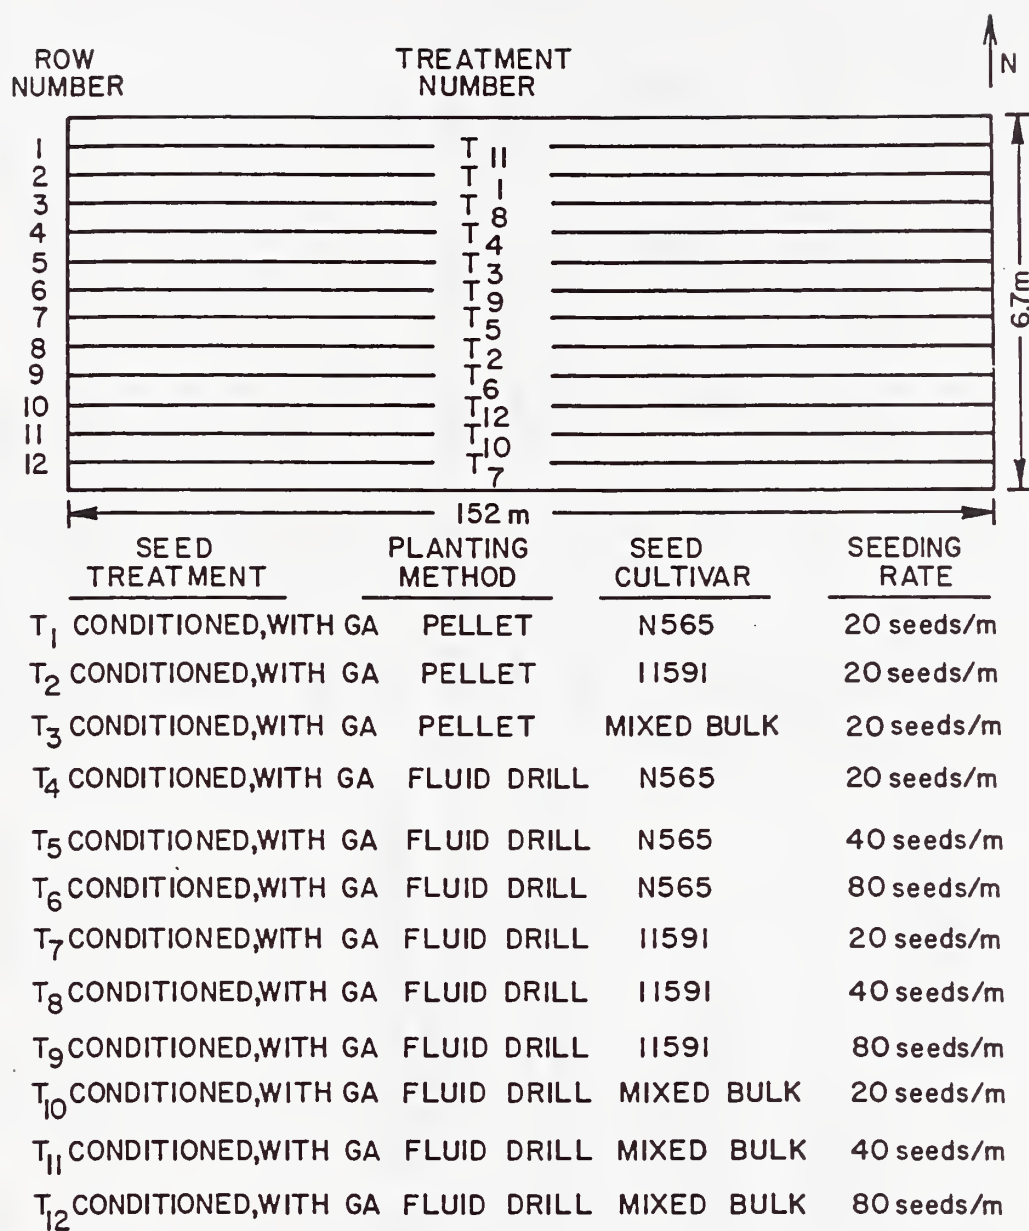 ROW NUMBER
TREATMENT NUMBER
N
1 T11
2 T1
3 T8
4 T4
5 T3
6 T9
7 T5
8 T2
9 T6
10 T12
11 T10
12 T7
6.7m
152 m
SEED TREATMENT PLANTING METHOD SEED CULTIVAR SEEDING RATE
T1 CONDITIONED,WITH GA PELLET N565 20 seeds/m
T2 CONDITIONED,WITH GA PELLET 11591 20 seeds/m
T3 CONDITIONED,WITH GA PELLET MIXED BULK 20 seeds/m
T4 CONDITIONED,WITH GA FLUID DRILL N565 20 seeds/m
T5 CONDITIONED,WITH GA FLUID DRILL N565 40 seeds/m
T6 CONDITIONED,WITH GA FLUID DRILL N565 80 seeds/m
T7 CONDITIONED,WITH GA FLUID DRILL 11591 20 seeds/m
T8 CONDITIONED,WITH GA FLUID DRILL 11591 40 seeds/m
T9 CONDITIONED,WITH GA FLUID DRILL 11591 80 seeds/m
T10 CONDITIONED,WITH GA FLUID DRILL MIXED BULK 20 seeds/m
T11 CONDITIONED,WITH GA FLUID DRILL MIXED BULK 40 seeds/m
T12 CONDITIONED,WITH GA FLUID DRILL MIXED BULK 80 seeds/m